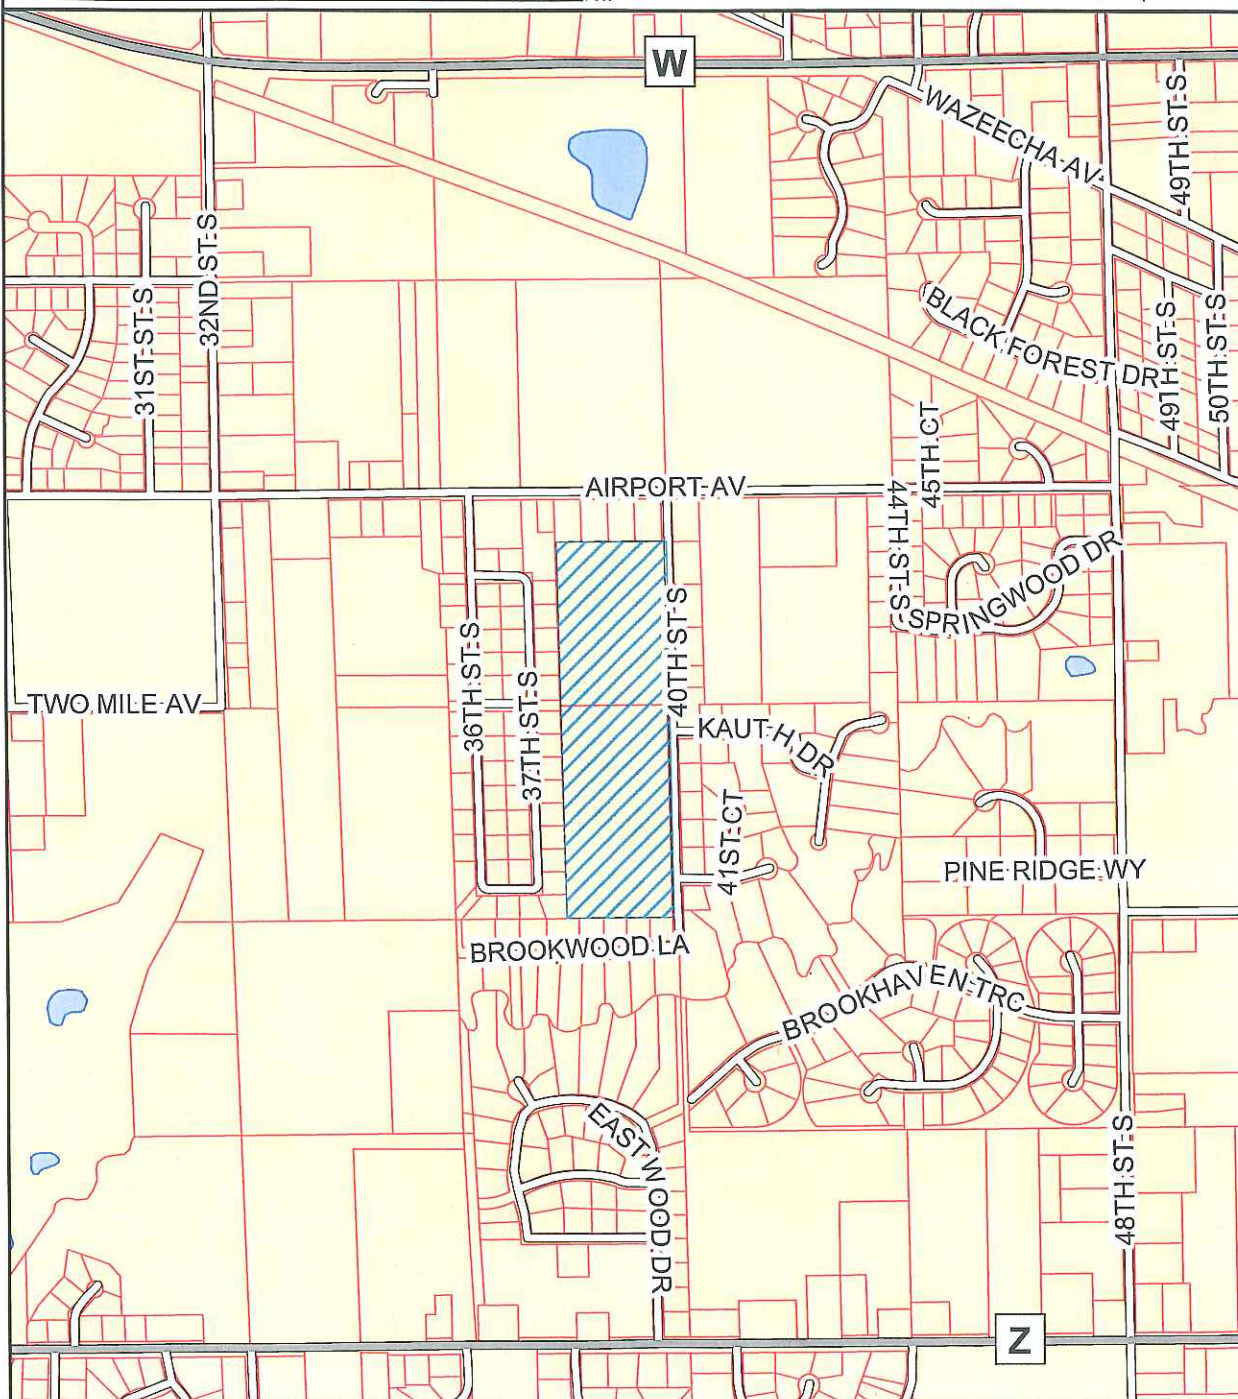 W
WAZEECHA AV
49TH ST S
32ND ST S
31ST ST S
BLACK FOREST DR
49TH ST S
50TH ST S
45TH CT
AIRPORT AV
44TH ST S
SPRINGWOOD DR
40TH ST S
36TH ST S
37TH ST S
TWO MILE AV
KAUTH DR
41ST CT
PINE RIDGE WY
BROOKWOOD LA
BROOKHAVEN TRC
EASTWOOD DR
48TH ST S
Z